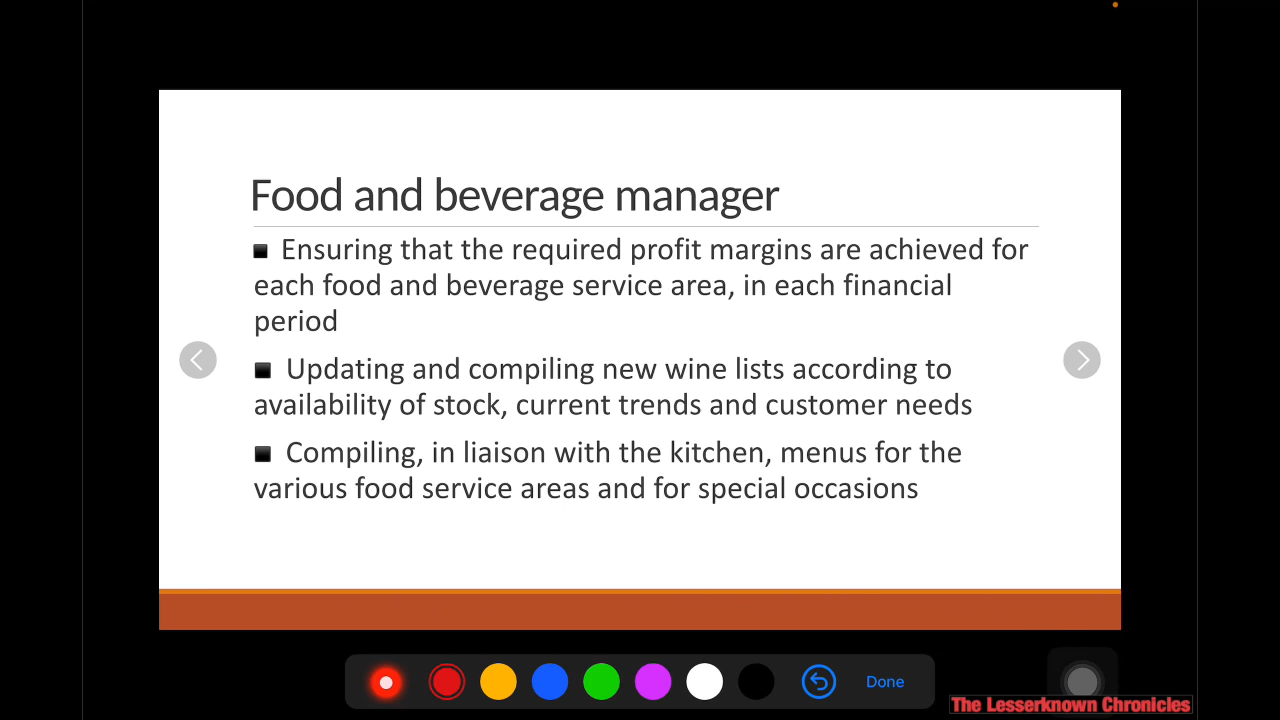 Food and beverage manager
Ensuring that the required profit margins are achieved for
each food and beverage service area, in each financial
period
Updating and compiling new wine lists according to
availability of stock, current trends and customer needs
Compiling, in liaison with the kitchen, menus for the
various food service areas and for special occasions
Done
The Lesserknown Chronicles